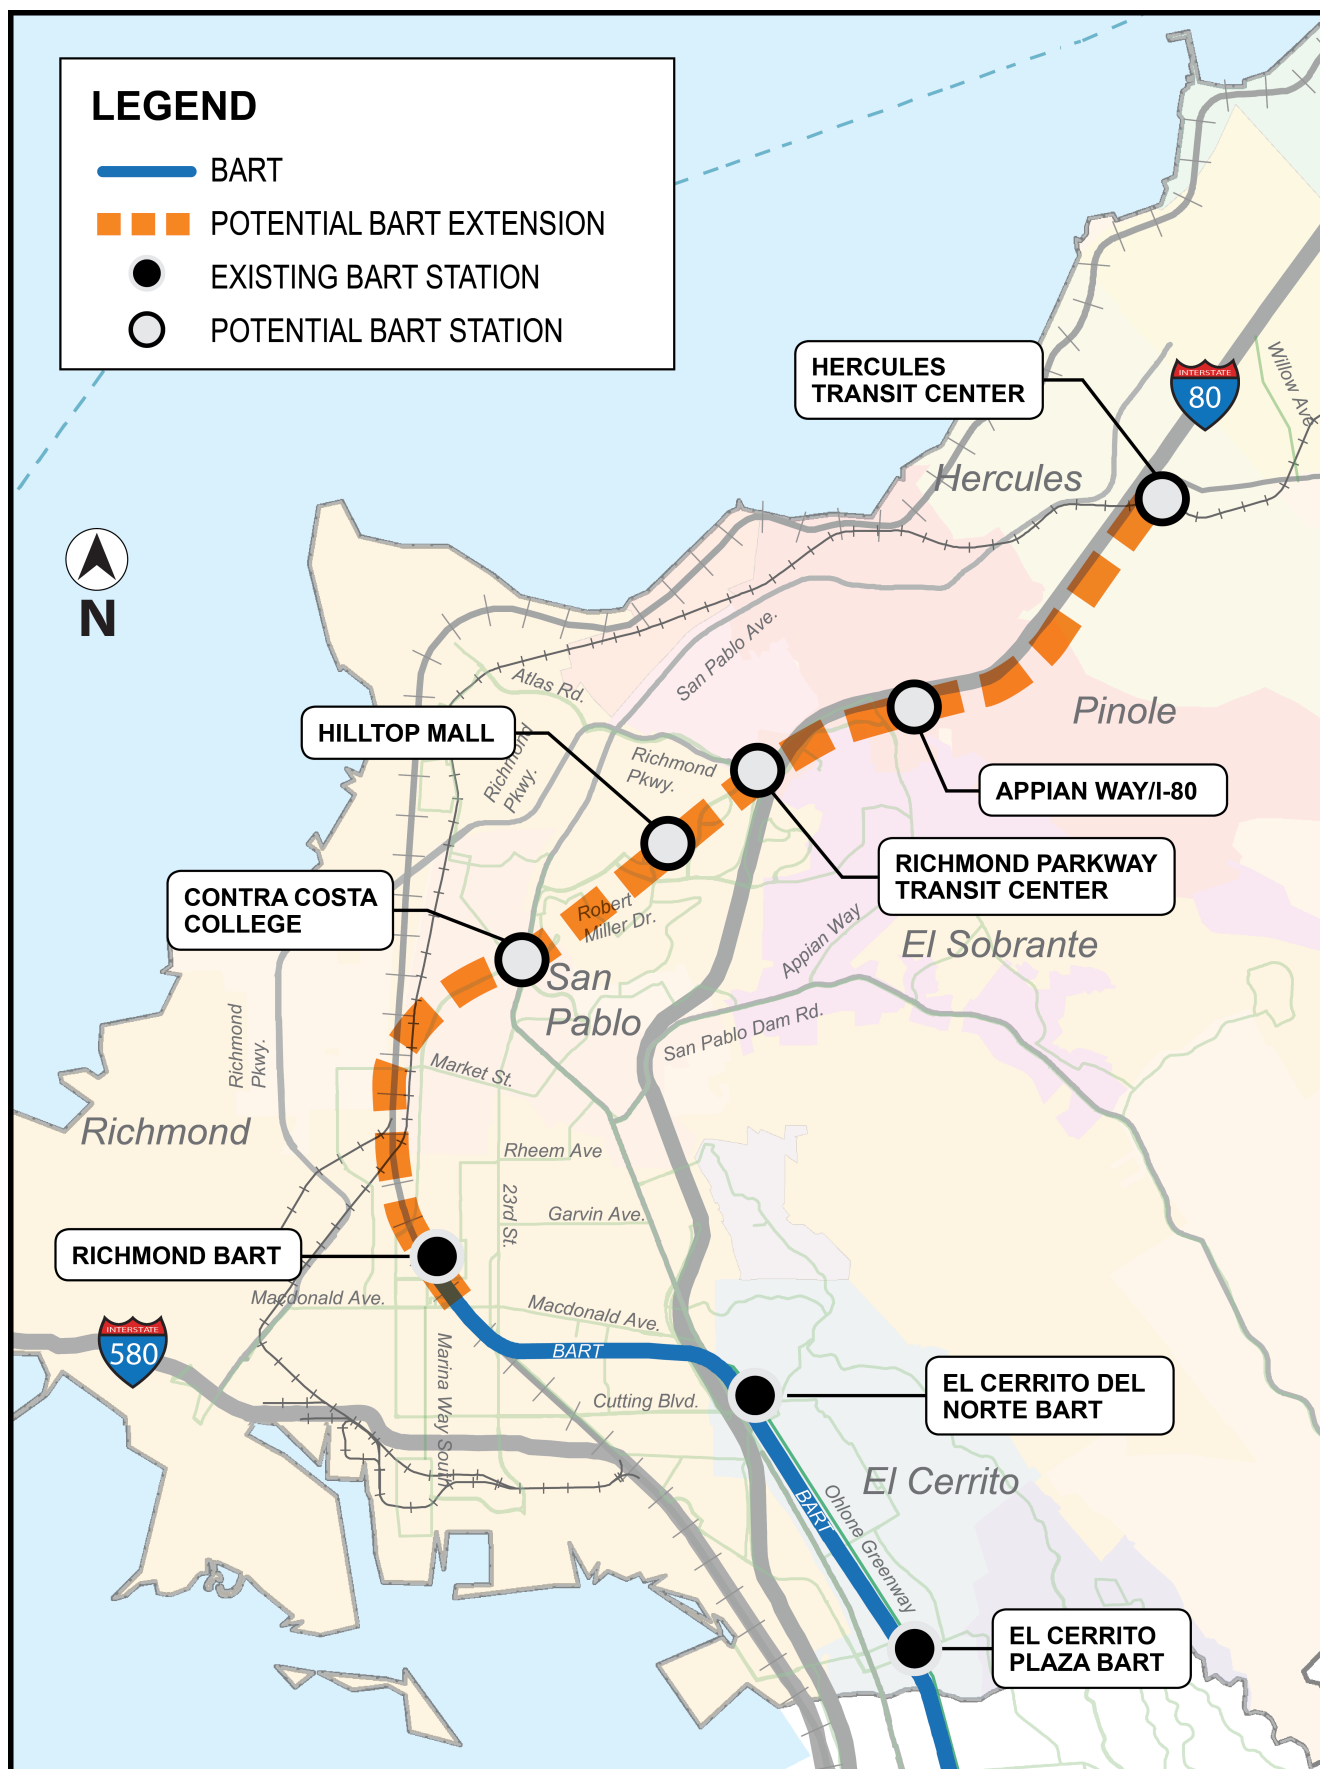 LEGEND
BART
POTENTIAL BART EXTENSION
EXISTING BART STATION
POTENTIAL BART STATION
N
HERCULES
TRANSIT CENTER
INTERSTATE
80
Willow Ave
Hercules
San Pablo Ave.
Atlas Rd.
Pinole
HILLTOP MALL
Richmond
Pkwy.
Richmond
Pkwy.
APPIAN WAY/I-80
RICHMOND PARKWAY
TRANSIT CENTER
CONTRA COSTA
COLLEGE
Robert
Miller Dr.
Appian Way
El Sobrante
San
Pablo
San Pablo Dam Rd.
Richmond
Pkwy.
Market St.
Richmond
Rheem Ave
23rd St.
Garvin Ave.
RICHMOND BART
Macdonald Ave.
Macdonald Ave.
INTERSTATE
580
BART
Marina Way South
Cutting Blvd.
EL CERRITO DEL
NORTE BART
El Cerrito
BART
Ohlone Greenway
EL CERRITO
PLAZA BART